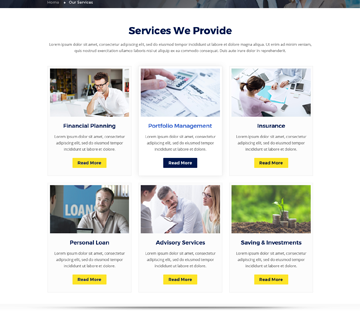 Home ▸ Our Services
Services We Provide
Lorem ipsum dolor sit amet, consectetur adipiscing elit, sed do eiusmod tempor incididunt ut labore et dolore magna aliqua. Ut enim ad minim veniam,
quis nostrud exercitation ullamco laboris nisi ut aliquip ex ea commodo consequat. Duis aute irure dolor in reprehenderit.
Financial Planning
Lorem ipsum dolor sit amet, consectetur
adipiscing elit, do eiusmod tempor
incididunt ut labore et dolore.
Read More
Portfolio Management
Lorem ipsum dolor sit amet, consectetur
adipiscing elit, do eiusmod tempor
incididunt ut labore et dolore.
Read More
Insurance
Lorem ipsum dolor sit amet, consectetur
adipiscing elit, do eiusmod tempor
incididunt ut labore et dolore.
Read More
LOANS
Personal Loan
Lorem ipsum dolor sit amet, consectetur
adipiscing elit, do eiusmod tempor
incididunt ut labore et dolore.
Read More
Advisory Services
Lorem ipsum dolor sit amet, consectetur
adipiscing elit, do eiusmod tempor
incididunt ut labore et dolore.
Read More
Saving & Investments
Lorem ipsum dolor sit amet, consectetur
adipiscing elit, do eiusmod tempor
incididunt ut labore et dolore.
Read More